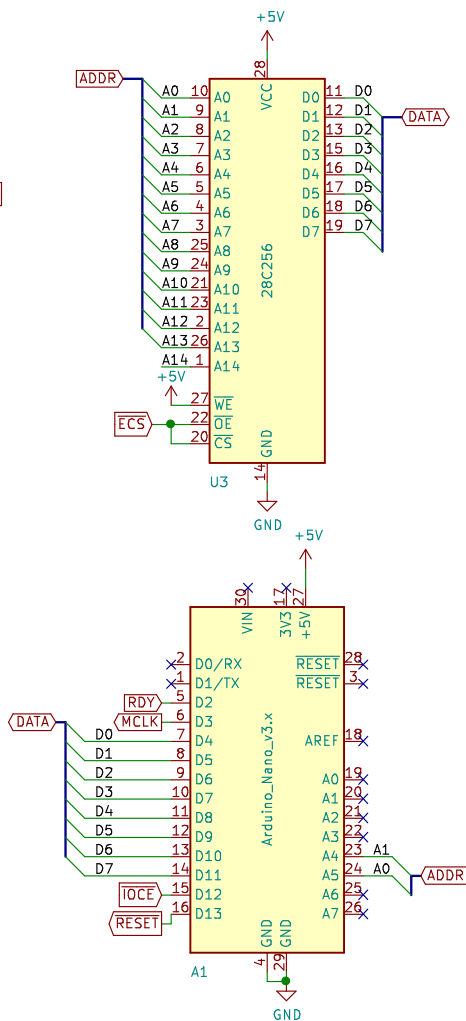 +5V
28
VCC
ADDR
A0 10 A0 D0 11 D0
A1 9 A1 D1 12 D1
DATA
A2 8 A2 D2 13 D2
A3 7 A3 D3 15 D3
A4 6 A4 D4 16 D4
A5 5 A5 D5 17 D5
A6 4 A6 D6 18 D6
A7 3 A7 D7 19 D7
A8 25 A8
A9 24 A9
28C256
A10 21 A10
A11 23 A11
A12 2 A12
A13 26 A13
A14 1 A14
+5V
27 WE
ECS 22 OE
20 CS
GND
14
U3
GND
+5V
30 17 27
VIN 3V3 +5V
2 D0/RX RESET 28
1 D1/TX RESET 3
RDY 5 D2
MCLK 6 D3
DATA
D0 7 D4 AREF 18
D1 8 D5
D2 9 D6 A0 19
Arduino_Nano_v3.x
D3 10 D7 A1 20
D4 11 D8 A2 21
D5 12 D9 A3 22
D6 13 D10 A4 23 A1
D7 14 D11 A5 24 A0
ADDR
IOCE 15 D12 A6 25
RESET 16 D13 A7 26
GND GND
4 29
A1
GND